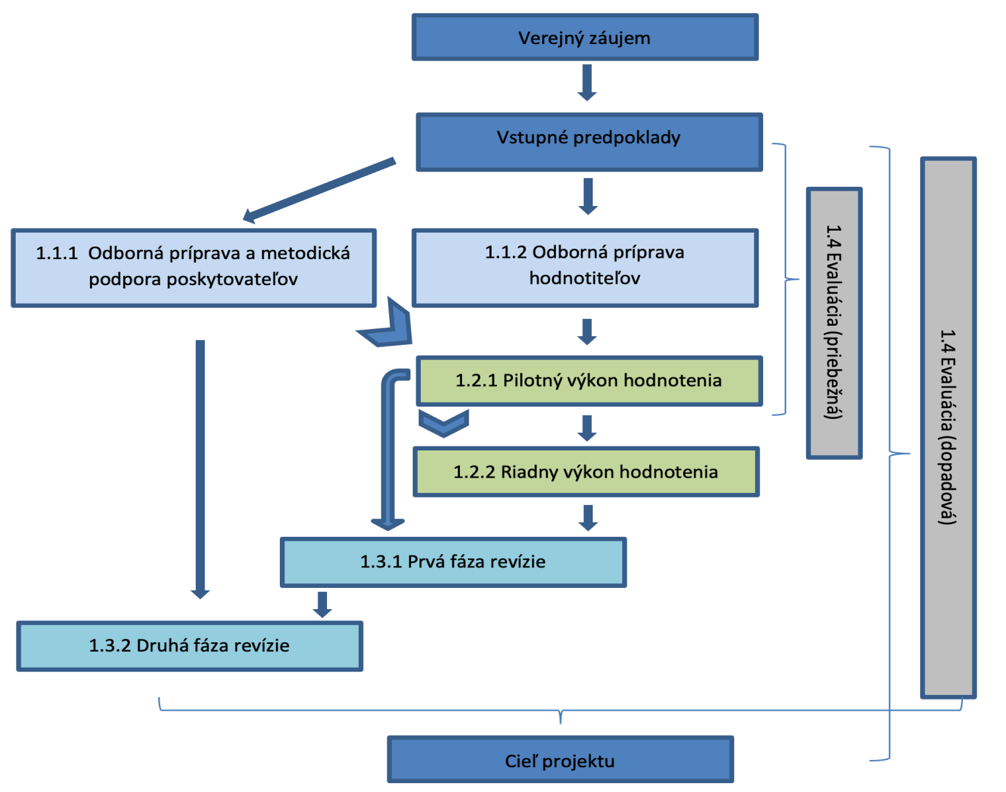 Verejný záujem
Vstupné predpoklady
1.1.1 Odborná príprava a metodická
podpora poskytovateľov
1.1.2 Odborná príprava
hodnotiteľov
1.2.1 Pilotný výkon hodnotenia
1.2.2 Riadny výkon hodnotenia
1.3.1 Prvá fáza revízie
1.3.2 Druhá fáza revízie
1.4 Evaluácia (priebežná)
1.4 Evaluácia (dopadová)
Cieľ projektu